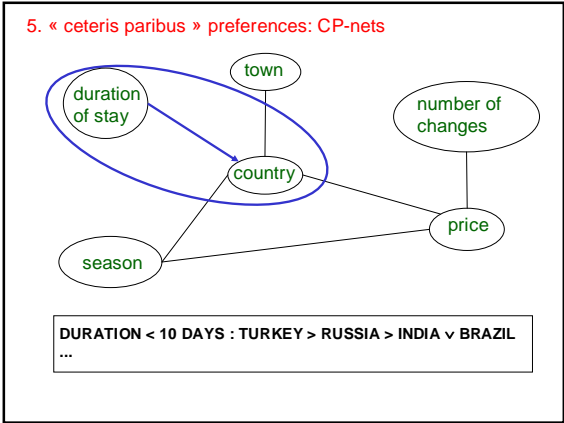 5. « ceteris paribus » preferences: CP-nets
town
duration
of stay
number of
changes
country
price
season
DURATION < 10 DAYS : TURKEY > RUSSIA > INDIA ∨ BRAZIL
...